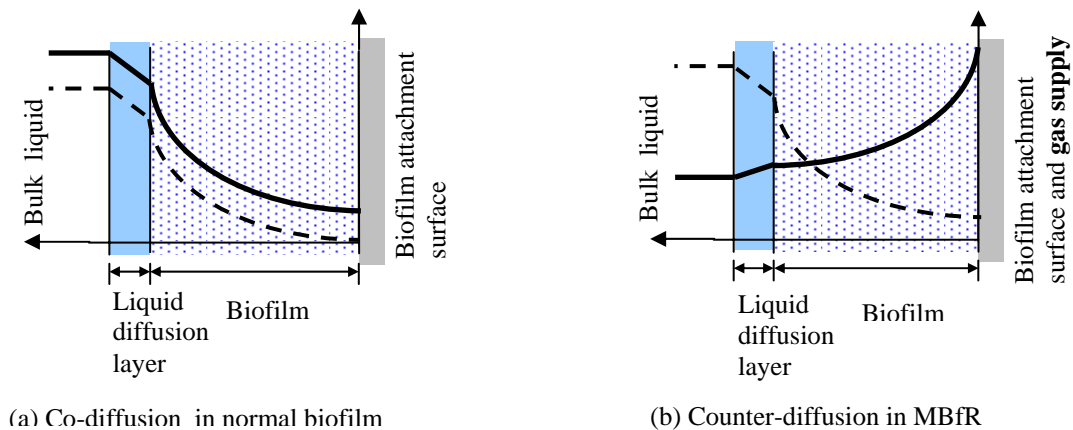 Bulk liquid
Liquid
diffusion
layer
Biofilm
Biofilm attachment
surface
(a) Co-diffusion in normal biofilm
Bulk liquid
Liquid
diffusion
layer
Biofilm
Biofilm attachment
surface and gas supply
(b) Counter-diffusion in MBfR